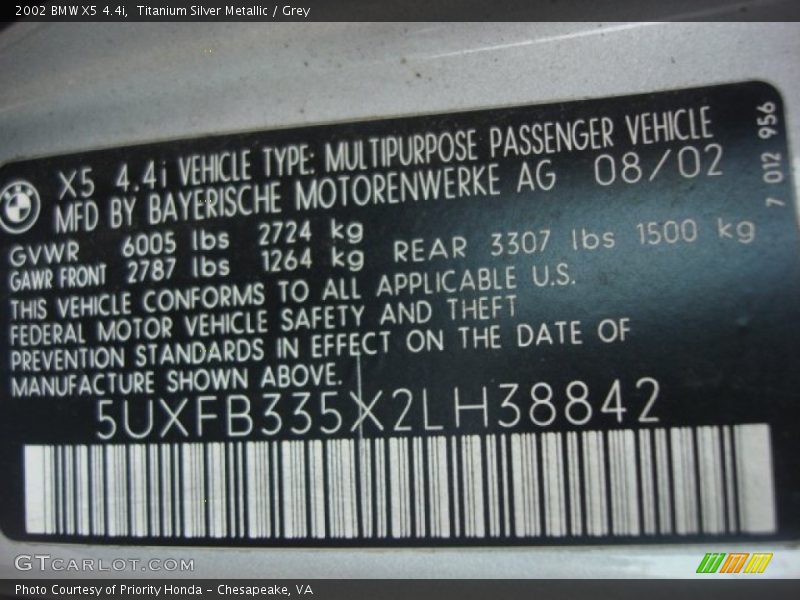 2002 BMW X5 4.4i,  Titanium Silver Metallic / Grey
X5 4.4i VEHICLE TYPE: MULTIPURPOSE PASSENGER VEHICLE
MFD BY BAYERISCHE MOTORENWERKE AG 08/02
GVWR 6005 lbs 2724 kg
GAWR FRONT 2787 lbs 1264 kg REAR 3307 lbs 1500 kg
THIS VEHICLE CONFORMS TO ALL APPLICABLE U.S.
FEDERAL MOTOR VEHICLE SAFETY AND THEFT
PREVENTION STANDARDS IN EFFECT ON THE DATE OF
MANUFACTURE SHOWN ABOVE.
5UXFB335X2LH38842
7 012 956
BMW
GTCARLOT.COM
Photo Courtesy of Priority Honda - Chesapeake, VA